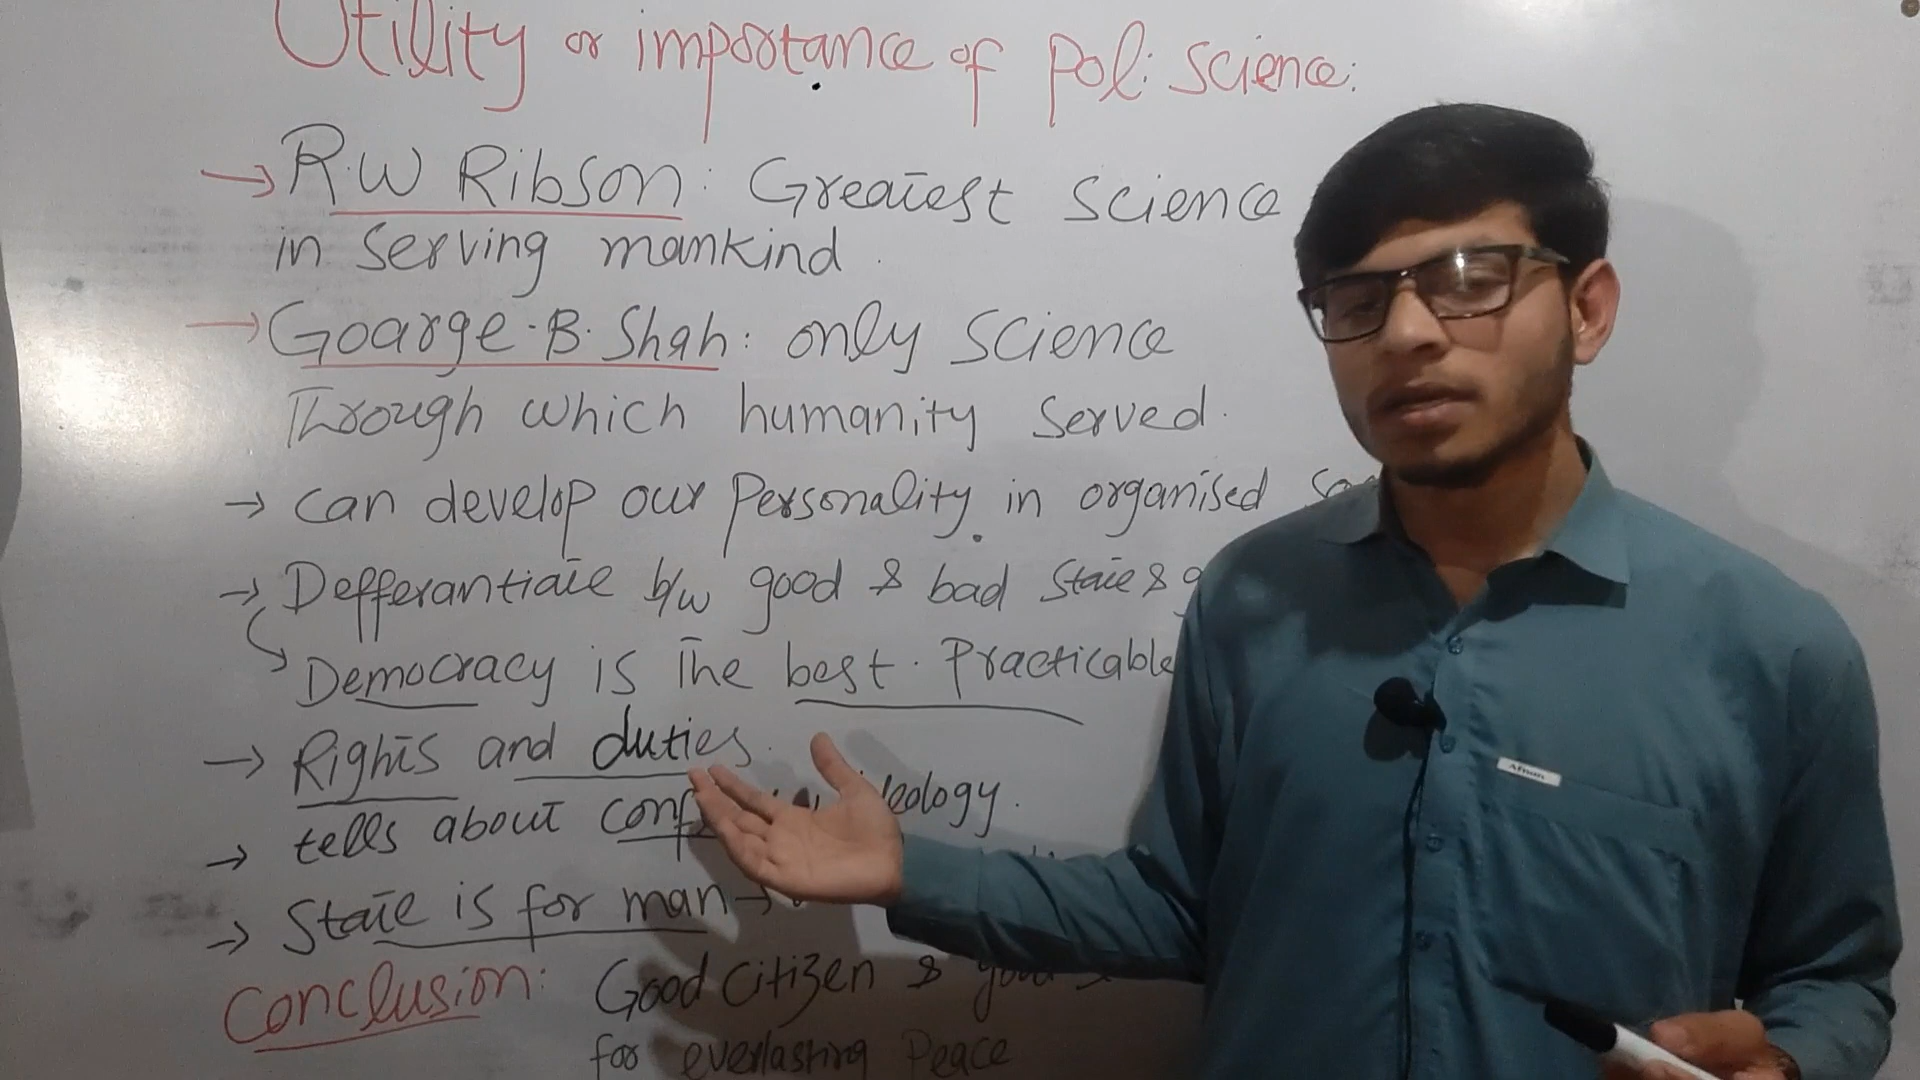 Utility or importance of Pol: Science:
→ R.W Ribson: Greatest Science
in serving mankind.
→ Goarge.B.Shah: only Science
Through which humanity served.
→ can develop our Personality in organised
→ Defferantiate b/w good & bad State &
Democracy is The best Practicable
→ Rights and duties.
→ tells about
→ State is for man →
Conclusion: Good Citizen & good
for everlasting Peace
Afnan